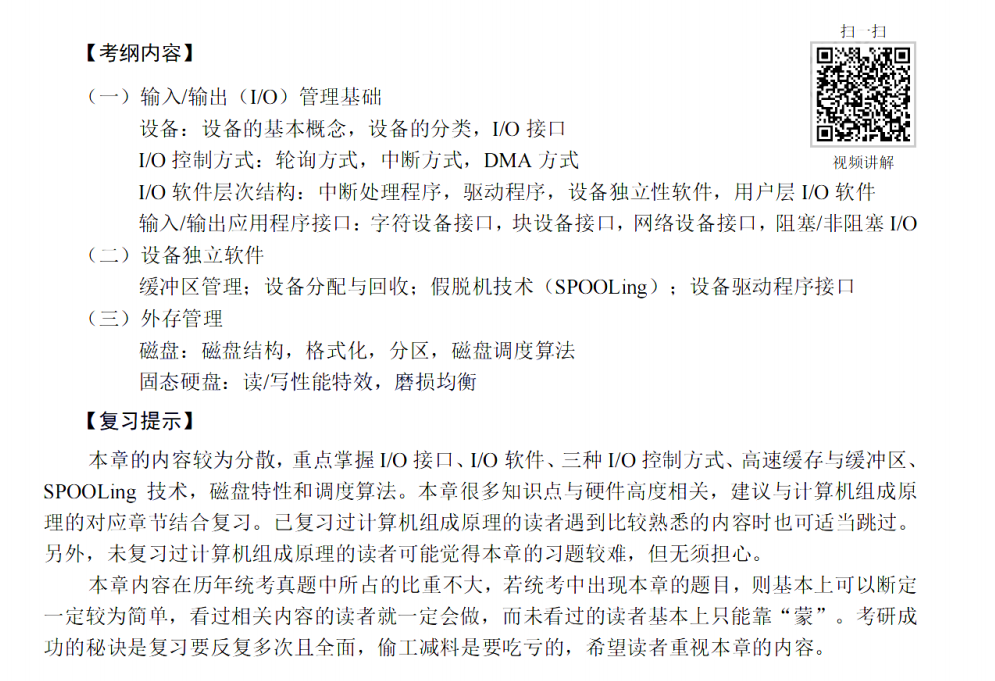 扫一扫
【考纲内容】
（一）输入/输出（I/O）管理基础
设备：设备的基本概念，设备的分类，I/O 接口
I/O 控制方式：轮询方式，中断方式，DMA 方式
视频讲解
I/O 软件层次结构：中断处理程序，驱动程序，设备独立性软件，用户层 I/O 软件
输入/输出应用程序接口：字符设备接口，块设备接口，网络设备接口，阻塞/非阻塞 I/O
（二）设备独立软件
缓冲区管理；设备分配与回收；假脱机技术（SPOOLing）；设备驱动程序接口
（三）外存管理
磁盘：磁盘结构，格式化，分区，磁盘调度算法
固态硬盘：读/写性能特效，磨损均衡
【复习提示】
本章的内容较为分散，重点掌握 I/O 接口、I/O 软件、三种 I/O 控制方式、高速缓存与缓冲区、
SPOOLing 技术，磁盘特性和调度算法。本章很多知识点与硬件高度相关，建议与计算机组成原
理的对应章节结合复习。已复习过计算机组成原理的读者遇到比较熟悉的内容时也可适当跳过。
另外，未复习过计算机组成原理的读者可能觉得本章的习题较难，但无须担心。
本章内容在历年统考真题中所占的比重不大，若统考中出现本章的题目，则基本上可以断定
一定较为简单，看过相关内容的读者就一定会做，而未看过的读者基本上只能靠“蒙”。考研成
功的秘诀是复习要反复多次且全面，偷工减料是要吃亏的，希望读者重视本章的内容。